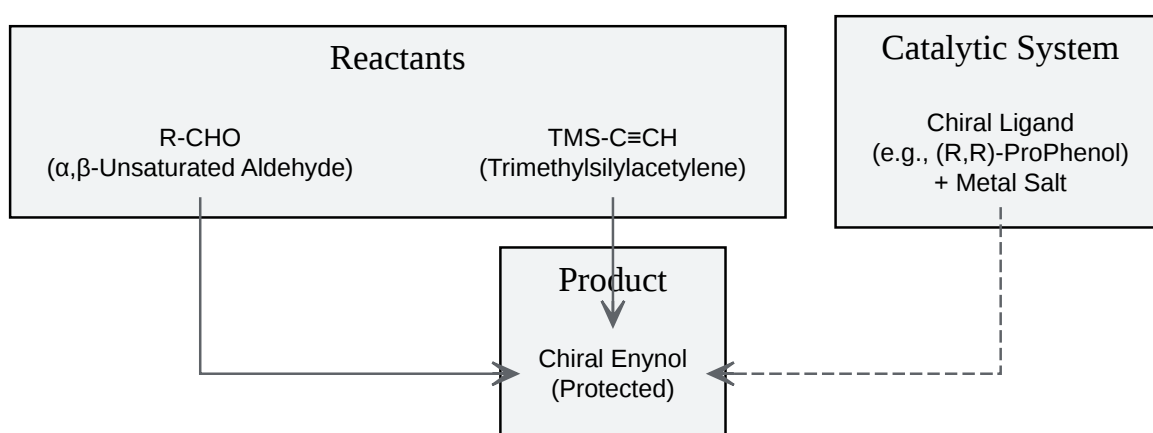 Reactants
R-CHO
(α,β-Unsaturated Aldehyde)
TMS-C≡CH
(Trimethylsilylacetylene)
Catalytic System
Chiral Ligand
(e.g., (R,R)-ProPhenol)
+ Metal Salt
Product
Chiral Enynol
(Protected)